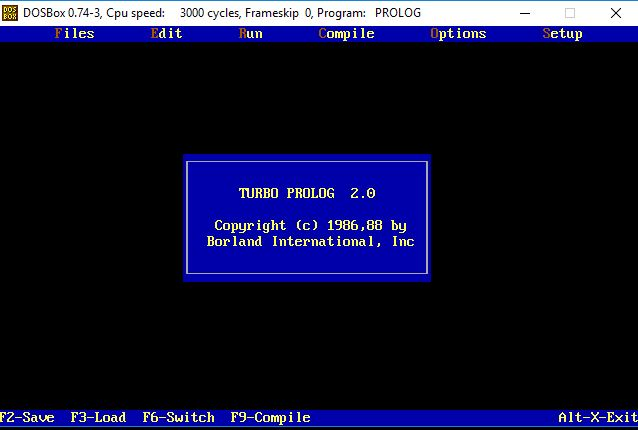 DOS BOX DOSBox 0.74-3, Cpu speed: 3000 cycles, Frameskip 0, Program: PROLOG
Files Edit Run Compile Options Setup
TURBO PROLOG 2.0
Copyright (c) 1986,88 by
Borland International, Inc
F2-Save F3-Load F6-Switch F9-Compile Alt-X-Exit